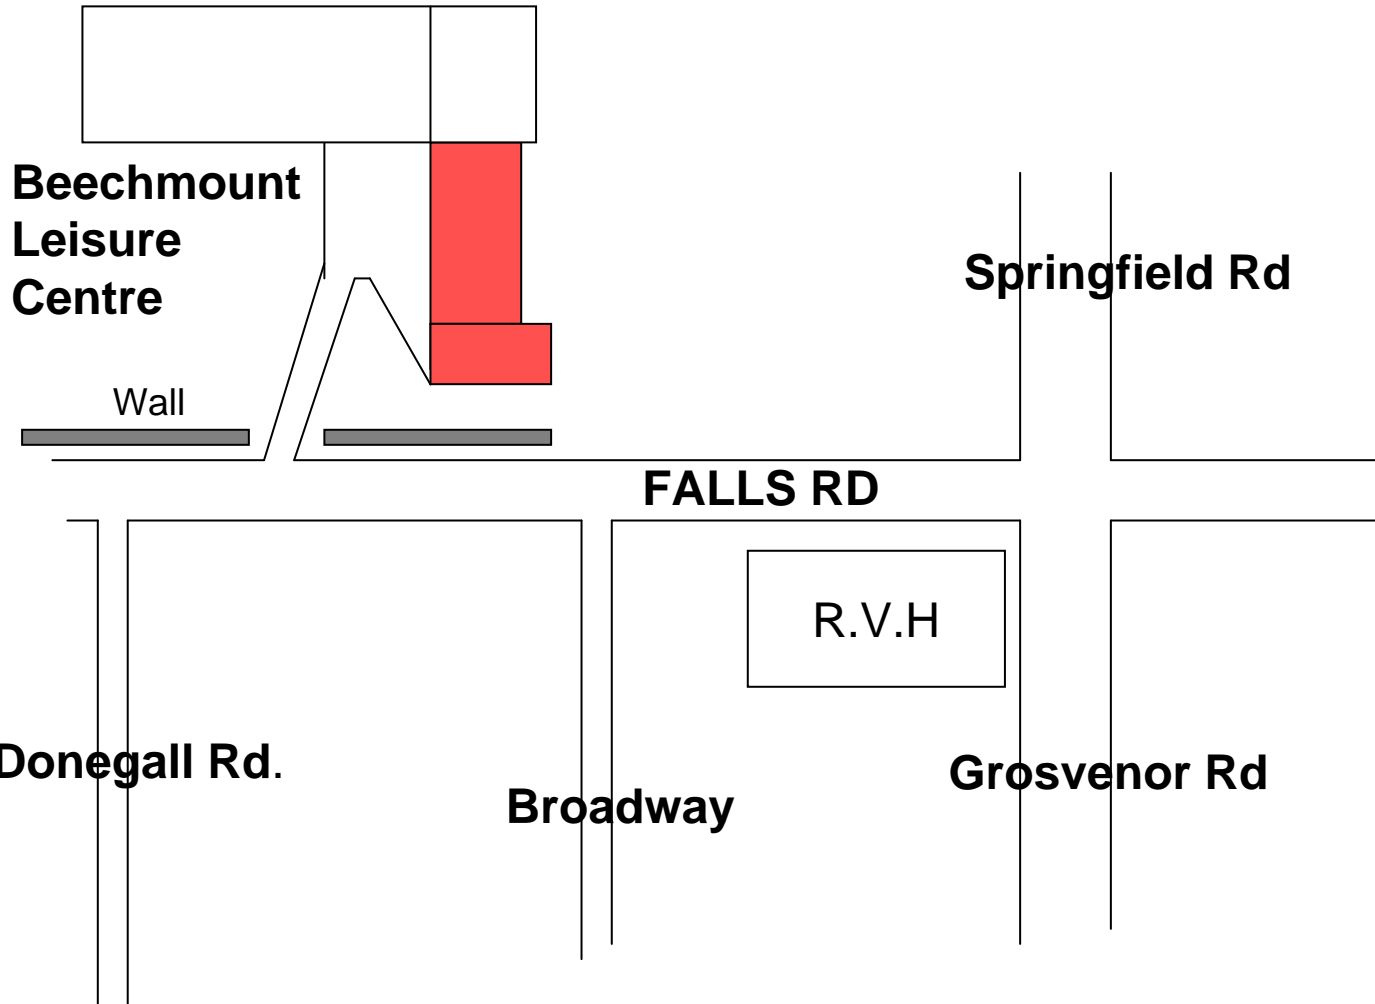 Beechmount
Leisure
Centre
Springfield Rd
Wall
FALLS RD
R.V.H
Donegall Rd.
Broadway
Grosvenor Rd